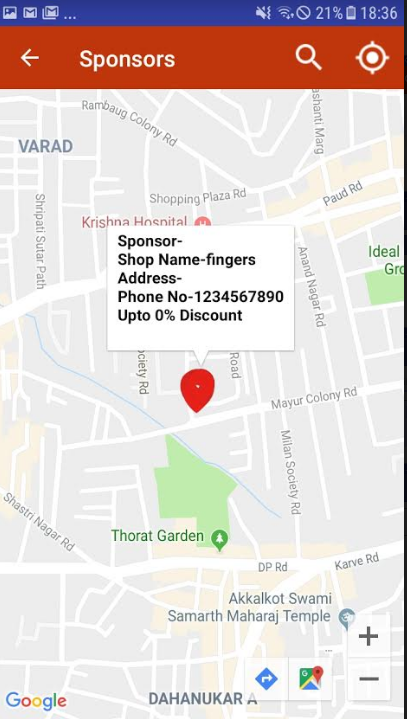 ... 21% 18:36
Sponsors
Rambaug Colony Rd
ashanti Marg
VARAD
Shripati Sutar Path
Shopping Plaza Rd
Paud Rd
Krishna Hospital
Sponsor-
Shop Name-fingers
Address-
Phone No-1234567890
Upto 0% Discount
Anand Nagar Rd
Ideal
Gro
ociety Rd
Road
Mayur Colony Rd
Milan Society Rd
Shastri Nagar Rd
Thorat Garden
DP Rd
Karve Rd
Akkalkot Swami
Samarth Maharaj Temple
Google
DAHANUKAR